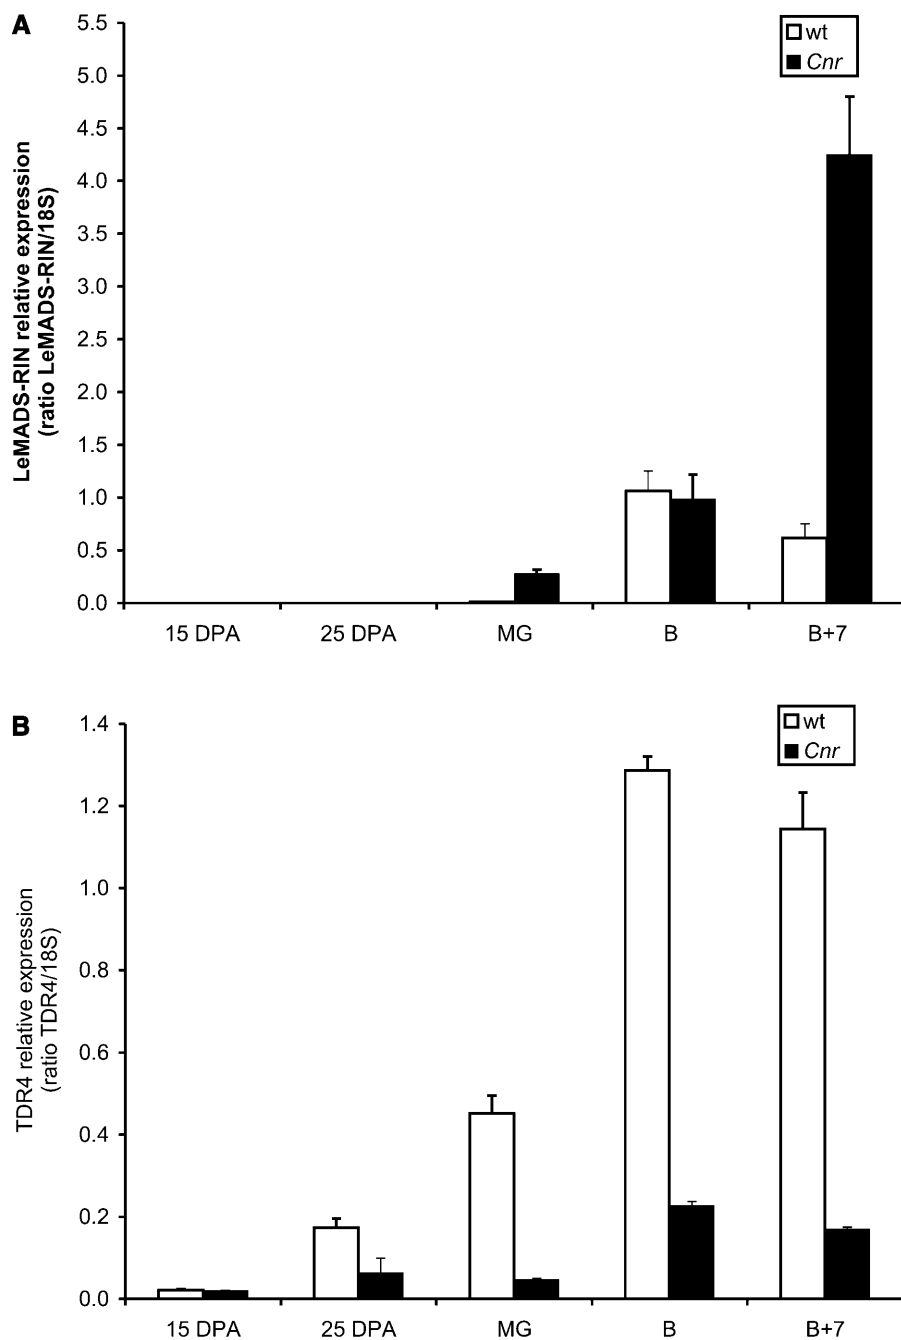 A
LeMADS-RIN relative expression
(ratio LeMADS-RIN/18S)
5.5
5.0
4.5
4.0
3.5
3.0
2.5
2.0
1.5
1.0
0.5
0.0
wt
Cnr
15 DPA
25 DPA
MG
B
B+7
B
TDR4 relative expression
(ratio TDR4/18S)
1.4
1.2
1.0
0.8
0.6
0.4
0.2
0.0
wt
Cnr
15 DPA
25 DPA
MG
B
B+7